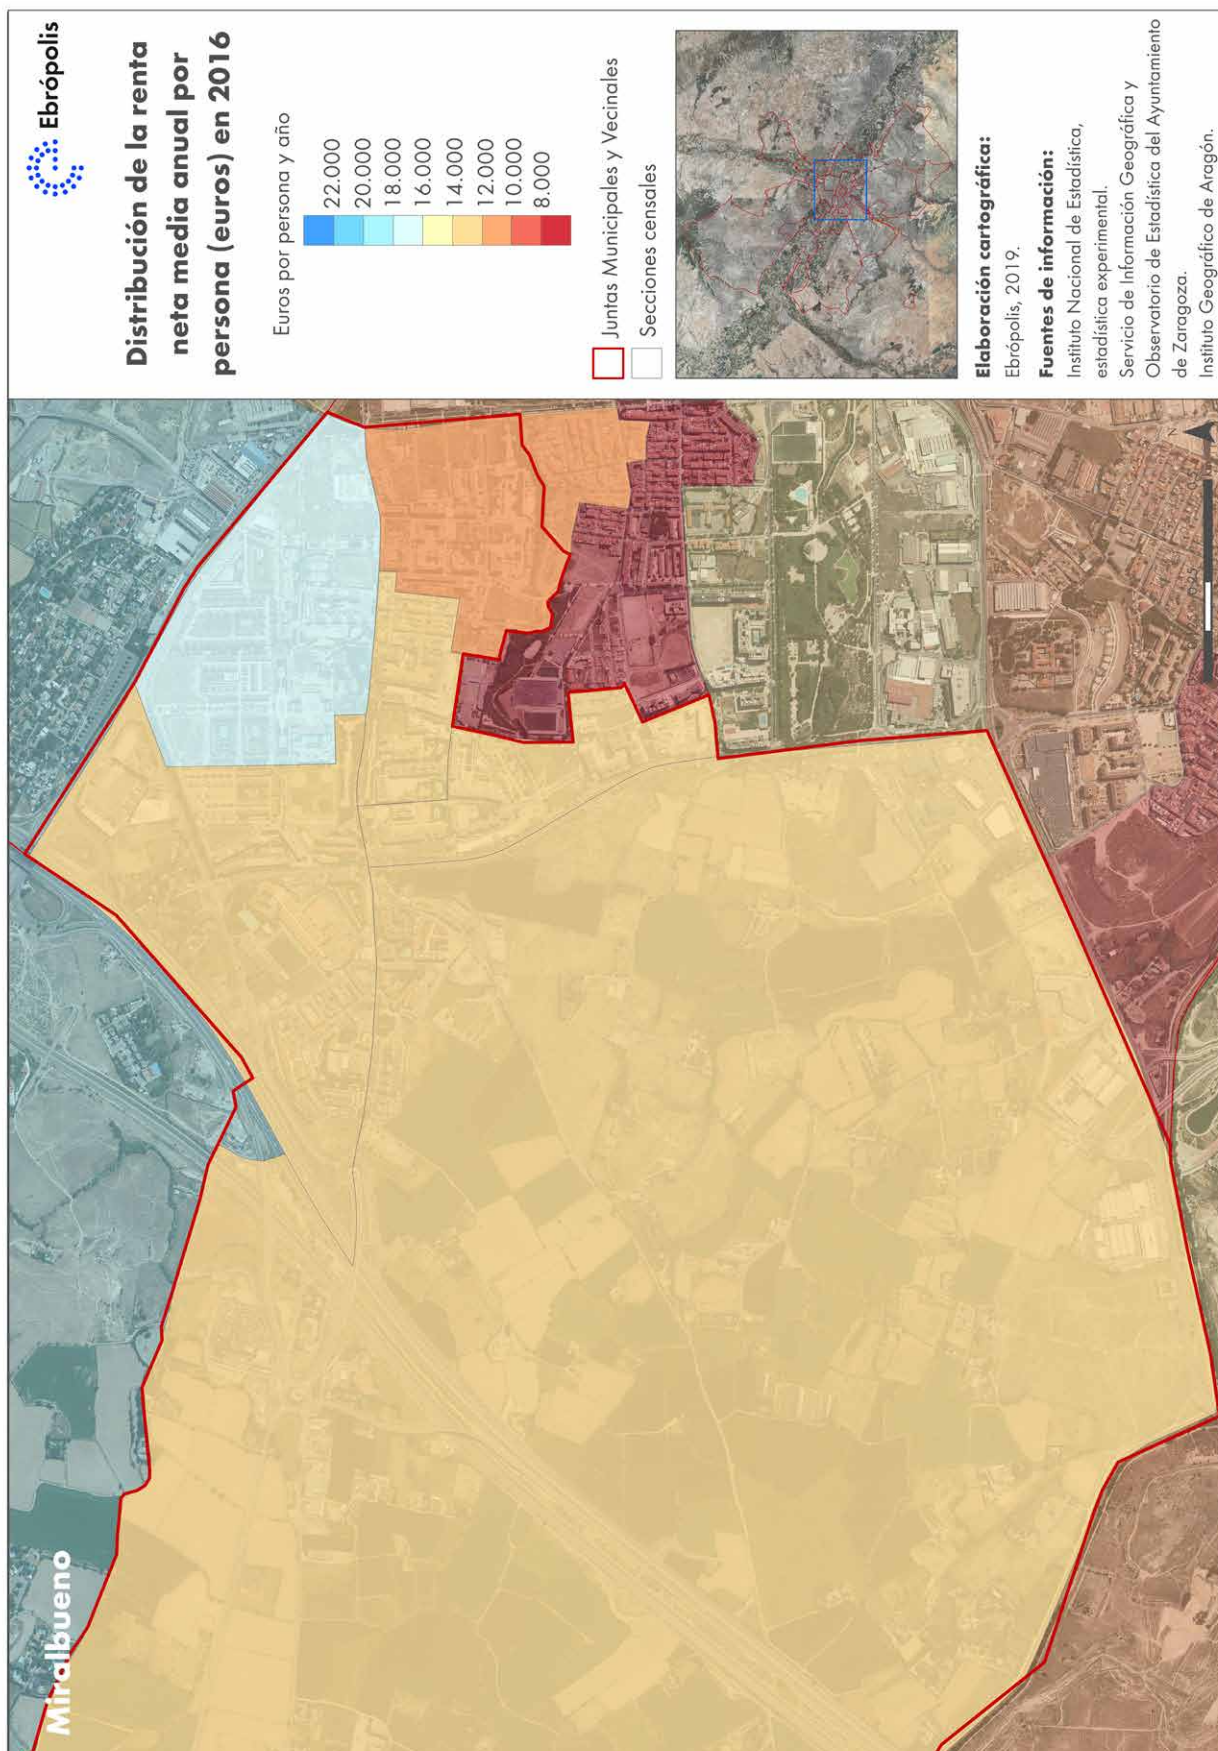 Miralbueno
Ebrópolis
Distribución de la renta
neta media anual por
persona (euros) en 2016
Euros por persona y año
22.000
20.000
18.000
16.000
14.000
12.000
10.000
8.000
Juntas Municipales y Vecinales
Secciones censales
Elaboración cartográfica:
Ebrópolis, 2019.
Fuentes de información:
Instituto Nacional de Estadística,
estadística experimental.
Servicio de Información Geográfica y
Observatorio de Estadística del Ayuntamiento
de Zaragoza.
Instituto Geográfico de Aragón.
N